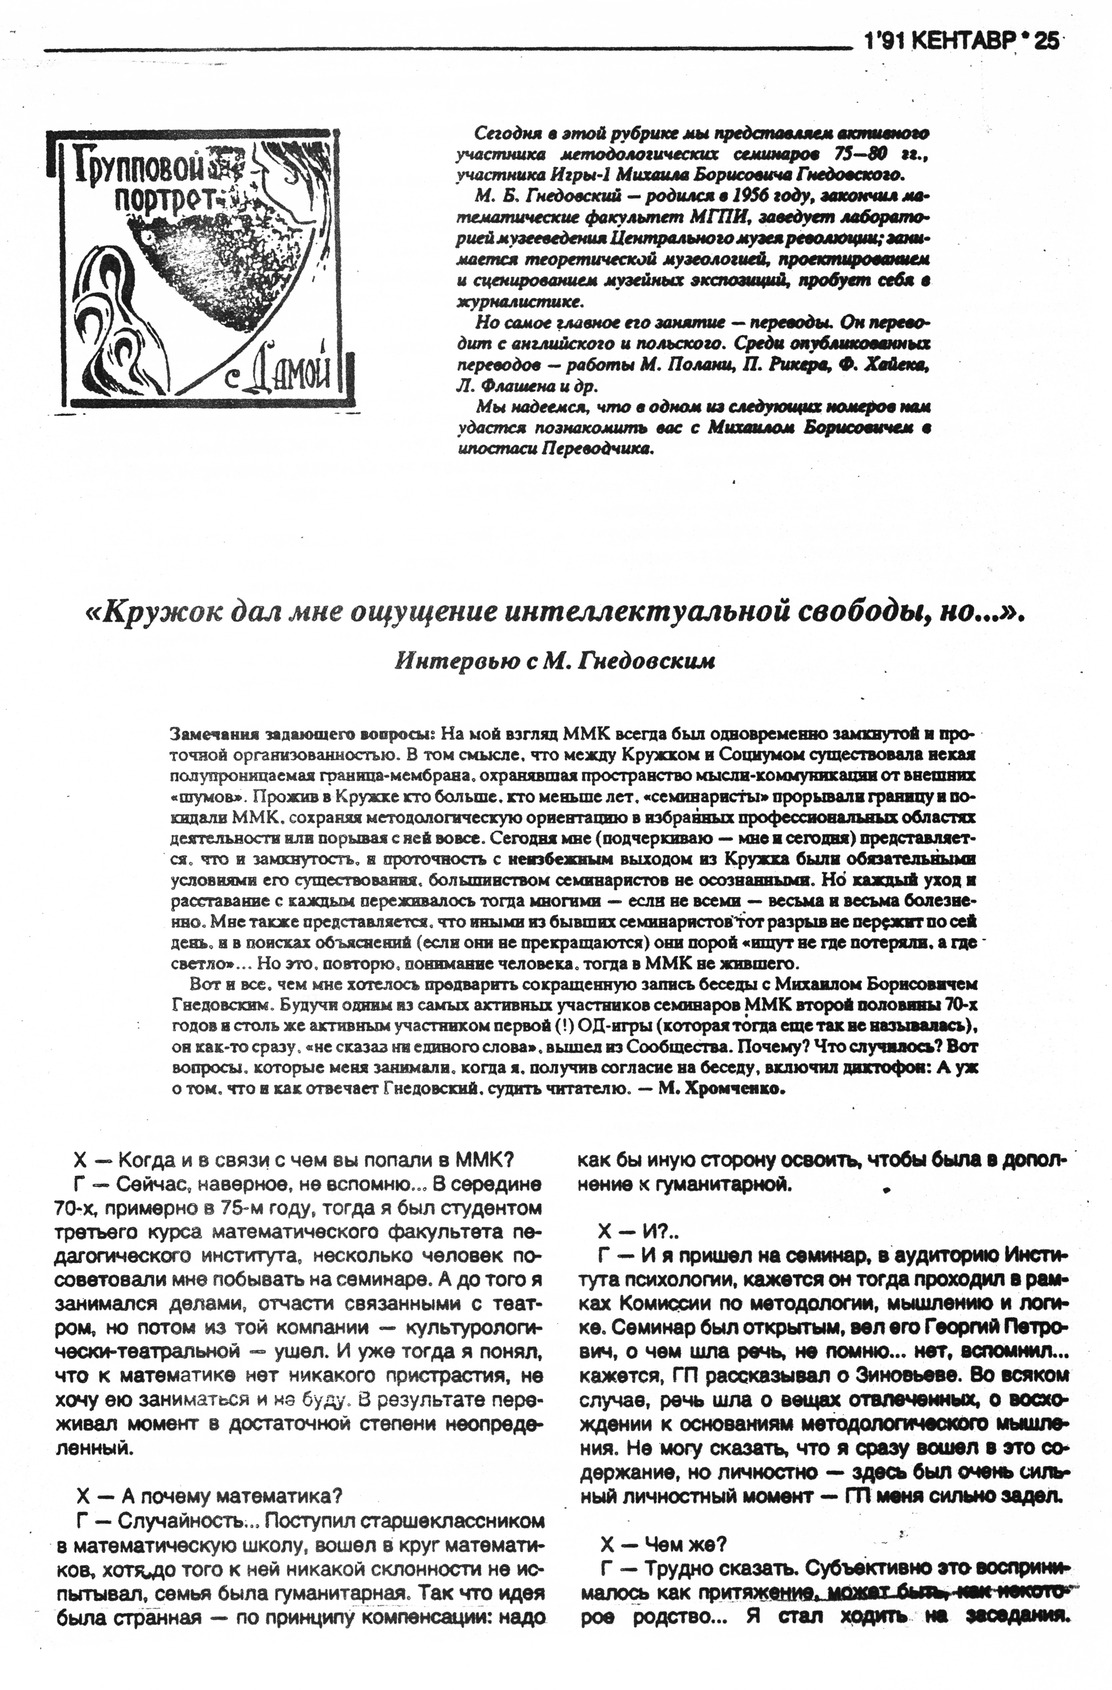 1'91 КЕНТАВР * 25
Групповой
портрет
с Дамой
Сегодня в этой рубрике мы представляем активного
участника методологических семинаров 75—80 гг.,
участника Игры-1 Михаила Борисовича Гнедовского.
М. Б. Гнедовский — родился в 1956 году, закончил ма-
тематические факультет МГПИ, заведует лаборато-
рией музееведения Центрального музея революции; зани-
мается теоретической музеологией, проектированием
и сценированием музейных экспозиций, пробует себя в
журналистике.
Но самое главное его занятие — переводы. Он перево-
дит с английского и польского. Среди опубликованных
переводов — работы М. Полани, П. Рикера, Ф. Хайека,
Л. Флашена и др.
Мы надеемся, что в одном из следующих номеров нам
удастся познакомить вас с Михаилом Борисовичем в
ипостаси Переводчика.
«Кружок дал мне ощущение интеллектуальной свободы, но...».
Интервью с М. Гнедовским
Замечания задающего вопросы: На мой взгляд ММК всегда был одновременно замкнутой и про-
точной организованностью. В том смысле, что между Кружком и Социумом существовала некая
полупроницаемая граница-мембрана, охранявшая пространство мысли-коммуникации от внешних
«шумов». Прожив в Кружке кто больше, кто меньше лет, «семинаристы» прорывали границу и по-
кидали ММК, сохраняя методологическую ориентацию в избранных профессиональных областях
деятельности или порывая с ней вовсе. Сегодня мне (подчеркиваю — мне и сегодня) представляет-
ся, что и замкнутость, и проточность с неизбежным выходом из Кружка были обязательными
условиями его существования, большинством семинаристов не осознанными. Но каждый уход и
расставание с каждым переживалось тогда многими — если не всеми — весьма и весьма болезне-
нно. Мне также представляется, что иными из бывших семинаристов тот разрыв не пережит по сей
день, и в поисках объяснений (если они не прекращаются) они порой «ищут не где потеряли, а где
светло»... Но это, повторю, понимание человека, тогда в ММК не жившего.
Вот и все, чем мне хотелось предварить сокращенную запись беседы с Михаилом Борисовичем
Гнедовским. Будучи одним из самых активных участников семинаров ММК второй половины 70-х
годов и столь же активным участником первой (!) ОД-игры (которая тогда еще так не называлась),
он как-то сразу, «не сказаз ни единого слова», вышел из Сообщества. Почему? Что случилось? Вот
вопросы, которые меня занимали, когда я, получив согласие на беседу, включил диктофон: А уж
о том, что и как отвечает Гнедовский, судить читателю. — М. Хромченко.
Х — Когда и в связи с чем вы попали в ММК?
Г — Сейчас, наверное, не вспомню... В середине
70-х, примерно в 75-м году, тогда я был студентом
третьего курса математического факультета пе-
дагогического института, несколько человек по-
советовали мне побывать на семинаре. А до того я
занимался делами, отчасти связанными с теат-
ром, но потом из той компании — культурологи-
чески-театральной — ушел. И уже тогда я понял,
что к математике нет никакого пристрастия, не
хочу ею заниматься и не буду. В результате пере-
живал момент в достаточной степени неопреде-
ленный.
Х — А почему математика?
Г — Случайность... Поступил старшеклассником
в математическую школу, вошел в круг математи-
ков, хотя до того к ней никакой склонности не ис-
пытывал, семья была гуманитарная. Так что идея
была странная — по принципу компенсации: надо
как бы иную сторону освоить, чтобы была в допол-
нение к гуманитарной.
Х — И?..
Г — И я пришел на семинар, в аудиторию Инсти-
тута психологии, кажется он тогда проходил в рам-
ках Комиссии по методологии, мышлению и логи-
ке. Семинар был открытым, вел его Георгий Петро-
вич, о чем шла речь, не помню... нет, вспомнил...
кажется, ГП рассказывал о Зиновьеве. Во всяком
случае, речь шла о вещах отвлеченных, о восхо-
ждении к основаниям методологического мышле-
ния. Не могу сказать, что я сразу вошел в это со-
держание, но личностно — здесь был очень силь-
ный личностный момент — ГП меня сильно задел.
Х — Чем же?
Г — Трудно сказать. Субъективно это восприни-
малось как притяжение, может быть, как некото-
рое родство... Я стал ходить на заседания.